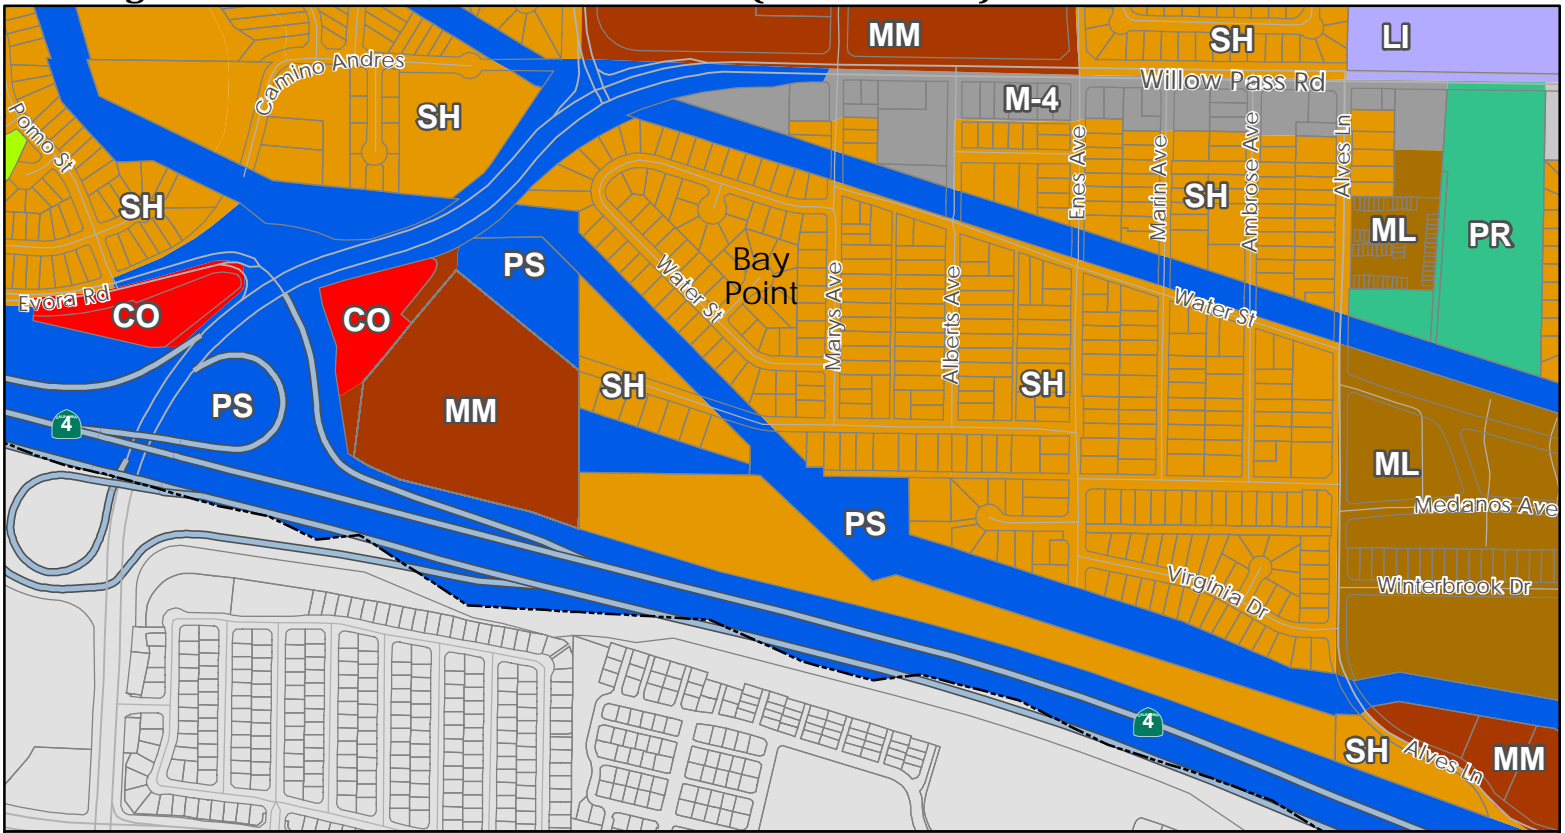 MM
SH
LI
Camino Andres
Willow Pass Rd
M-4
SH
Pomo St
Enes Ave
Marin Ave
Ambrose Ave
Alves Ln
SH
SH
ML
PR
PS
Bay
Point
Water St
Marys Ave
Alberts Ave
Water St
Evora Rd
CO
CO
SH
SH
PS
MM
4
ML
Medanos Ave
PS
Virginia Dr
Winterbrook Dr
4
SH
Alves Ln
MM